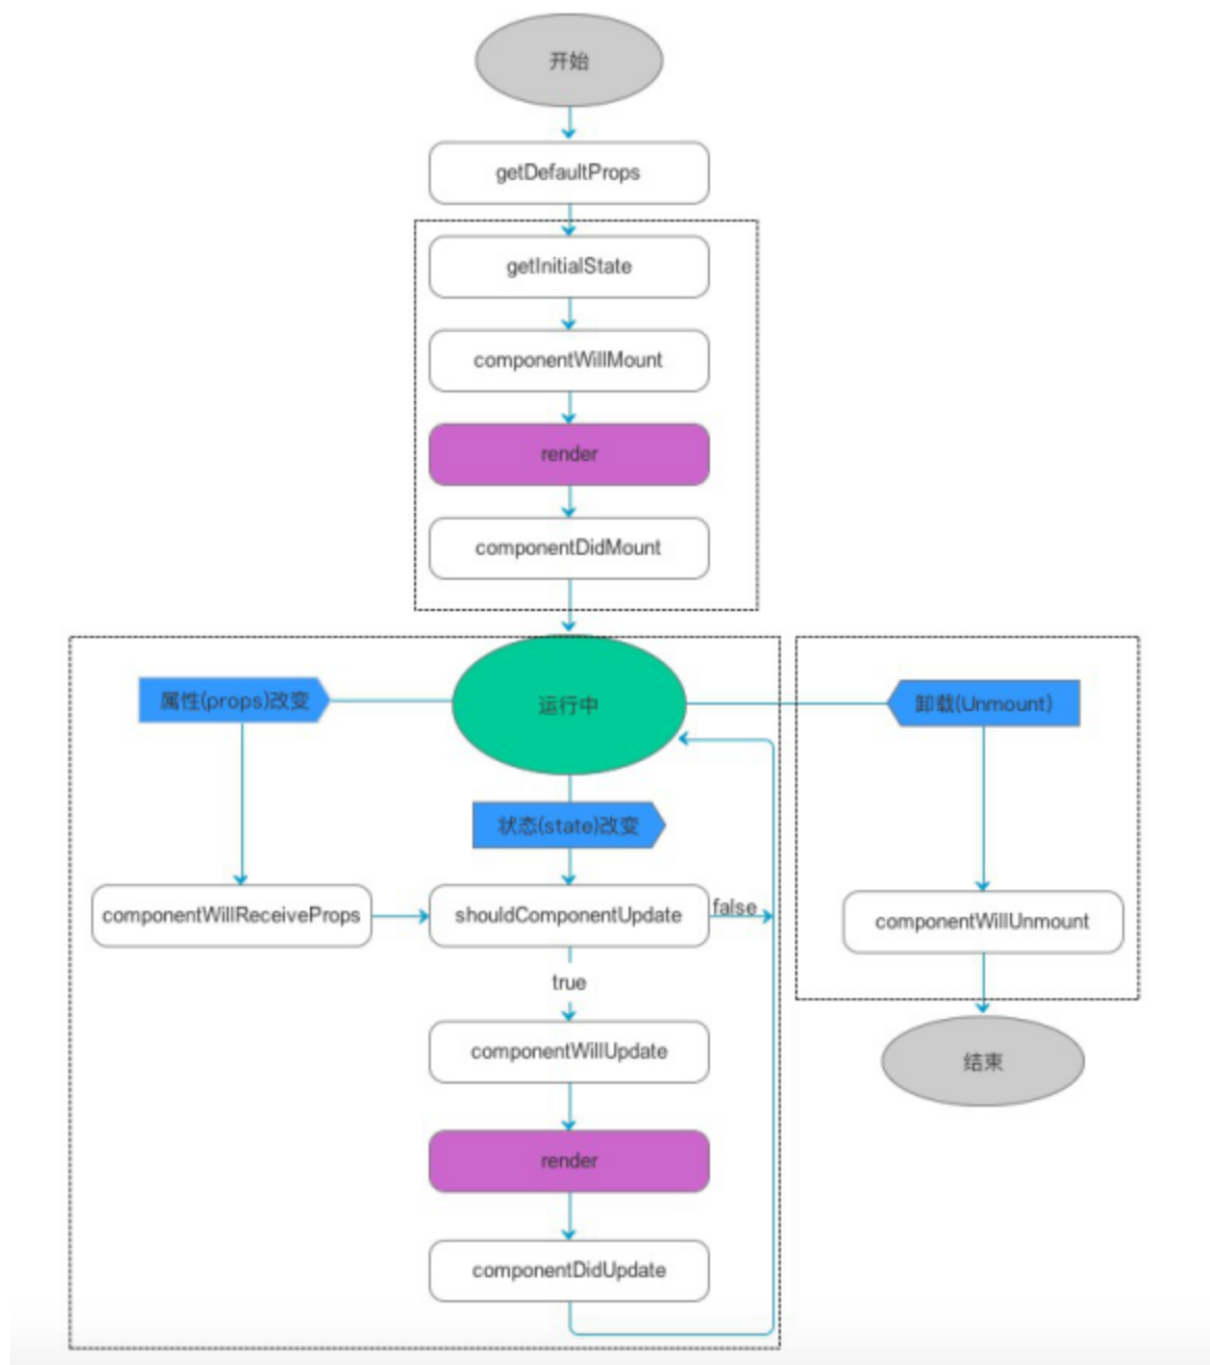 开始
getDefaultProps
getInitialState
componentWillMount
render
componentDidMount
运行中
属性(props)改变
卸载(Unmount)
状态(state)改变
componentWillReceiveProps
shouldComponentUpdate
false
componentWillUnmount
true
componentWillUpdate
结束
render
componentDidUpdate